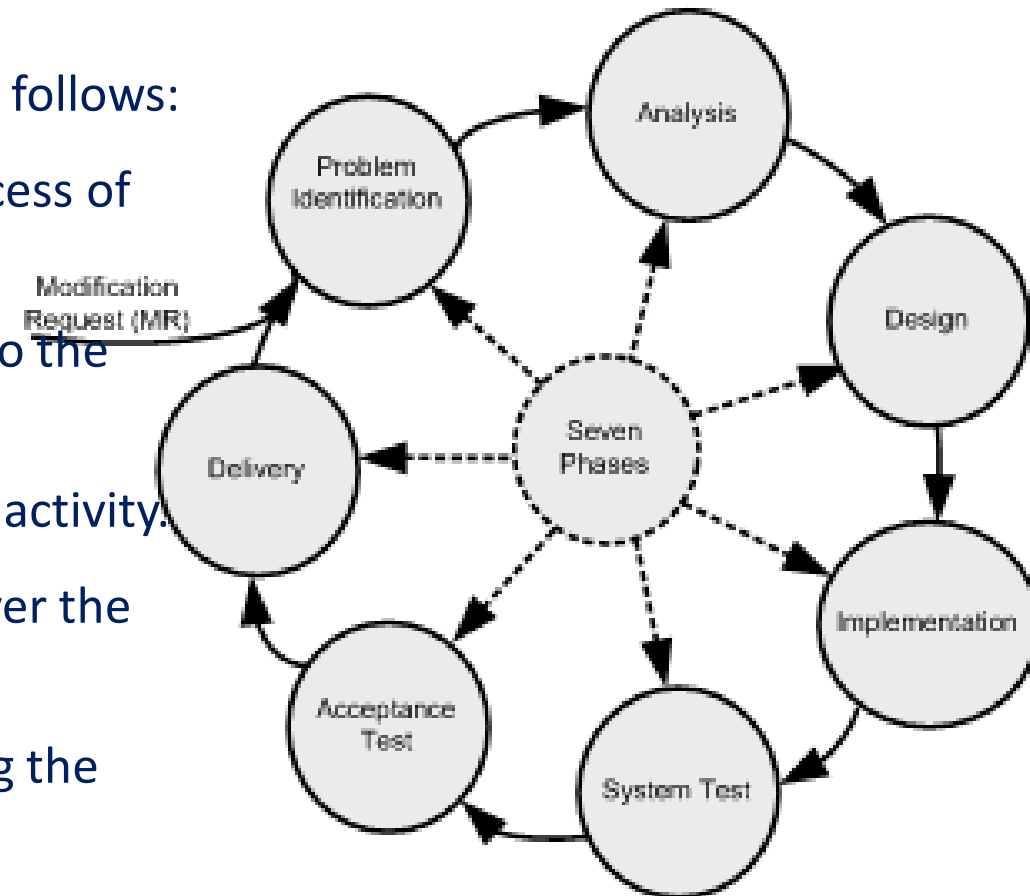 follows:
cess of
o the
activity.
er the
g the
Modification
Request (MR)
Problem
Identification
Analysis
Design
Implementation
System Test
Acceptance
Test
Delivery
Seven
Phases